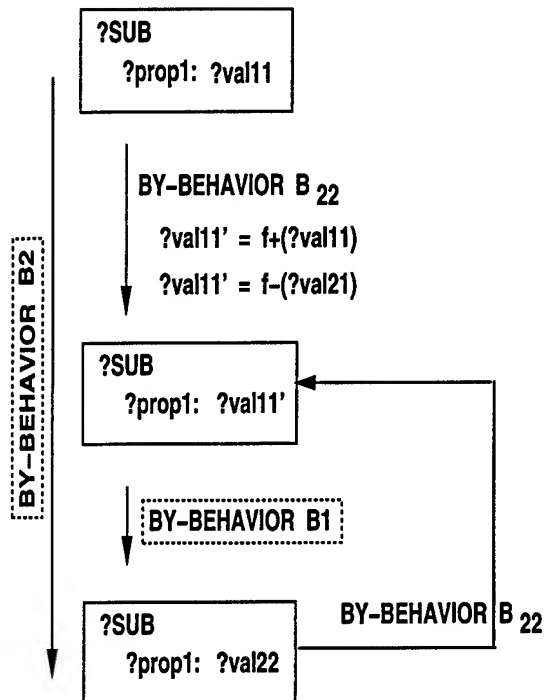 ?SUB
?prop1: ?val11
BY-BEHAVIOR B 22
?val11' = f+(?val11)
?val11' = f-(?val21)
BY-BEHAVIOR B2
?SUB
?prop1: ?val11'
BY-BEHAVIOR B1
?SUB
?prop1: ?val22
BY-BEHAVIOR B 22